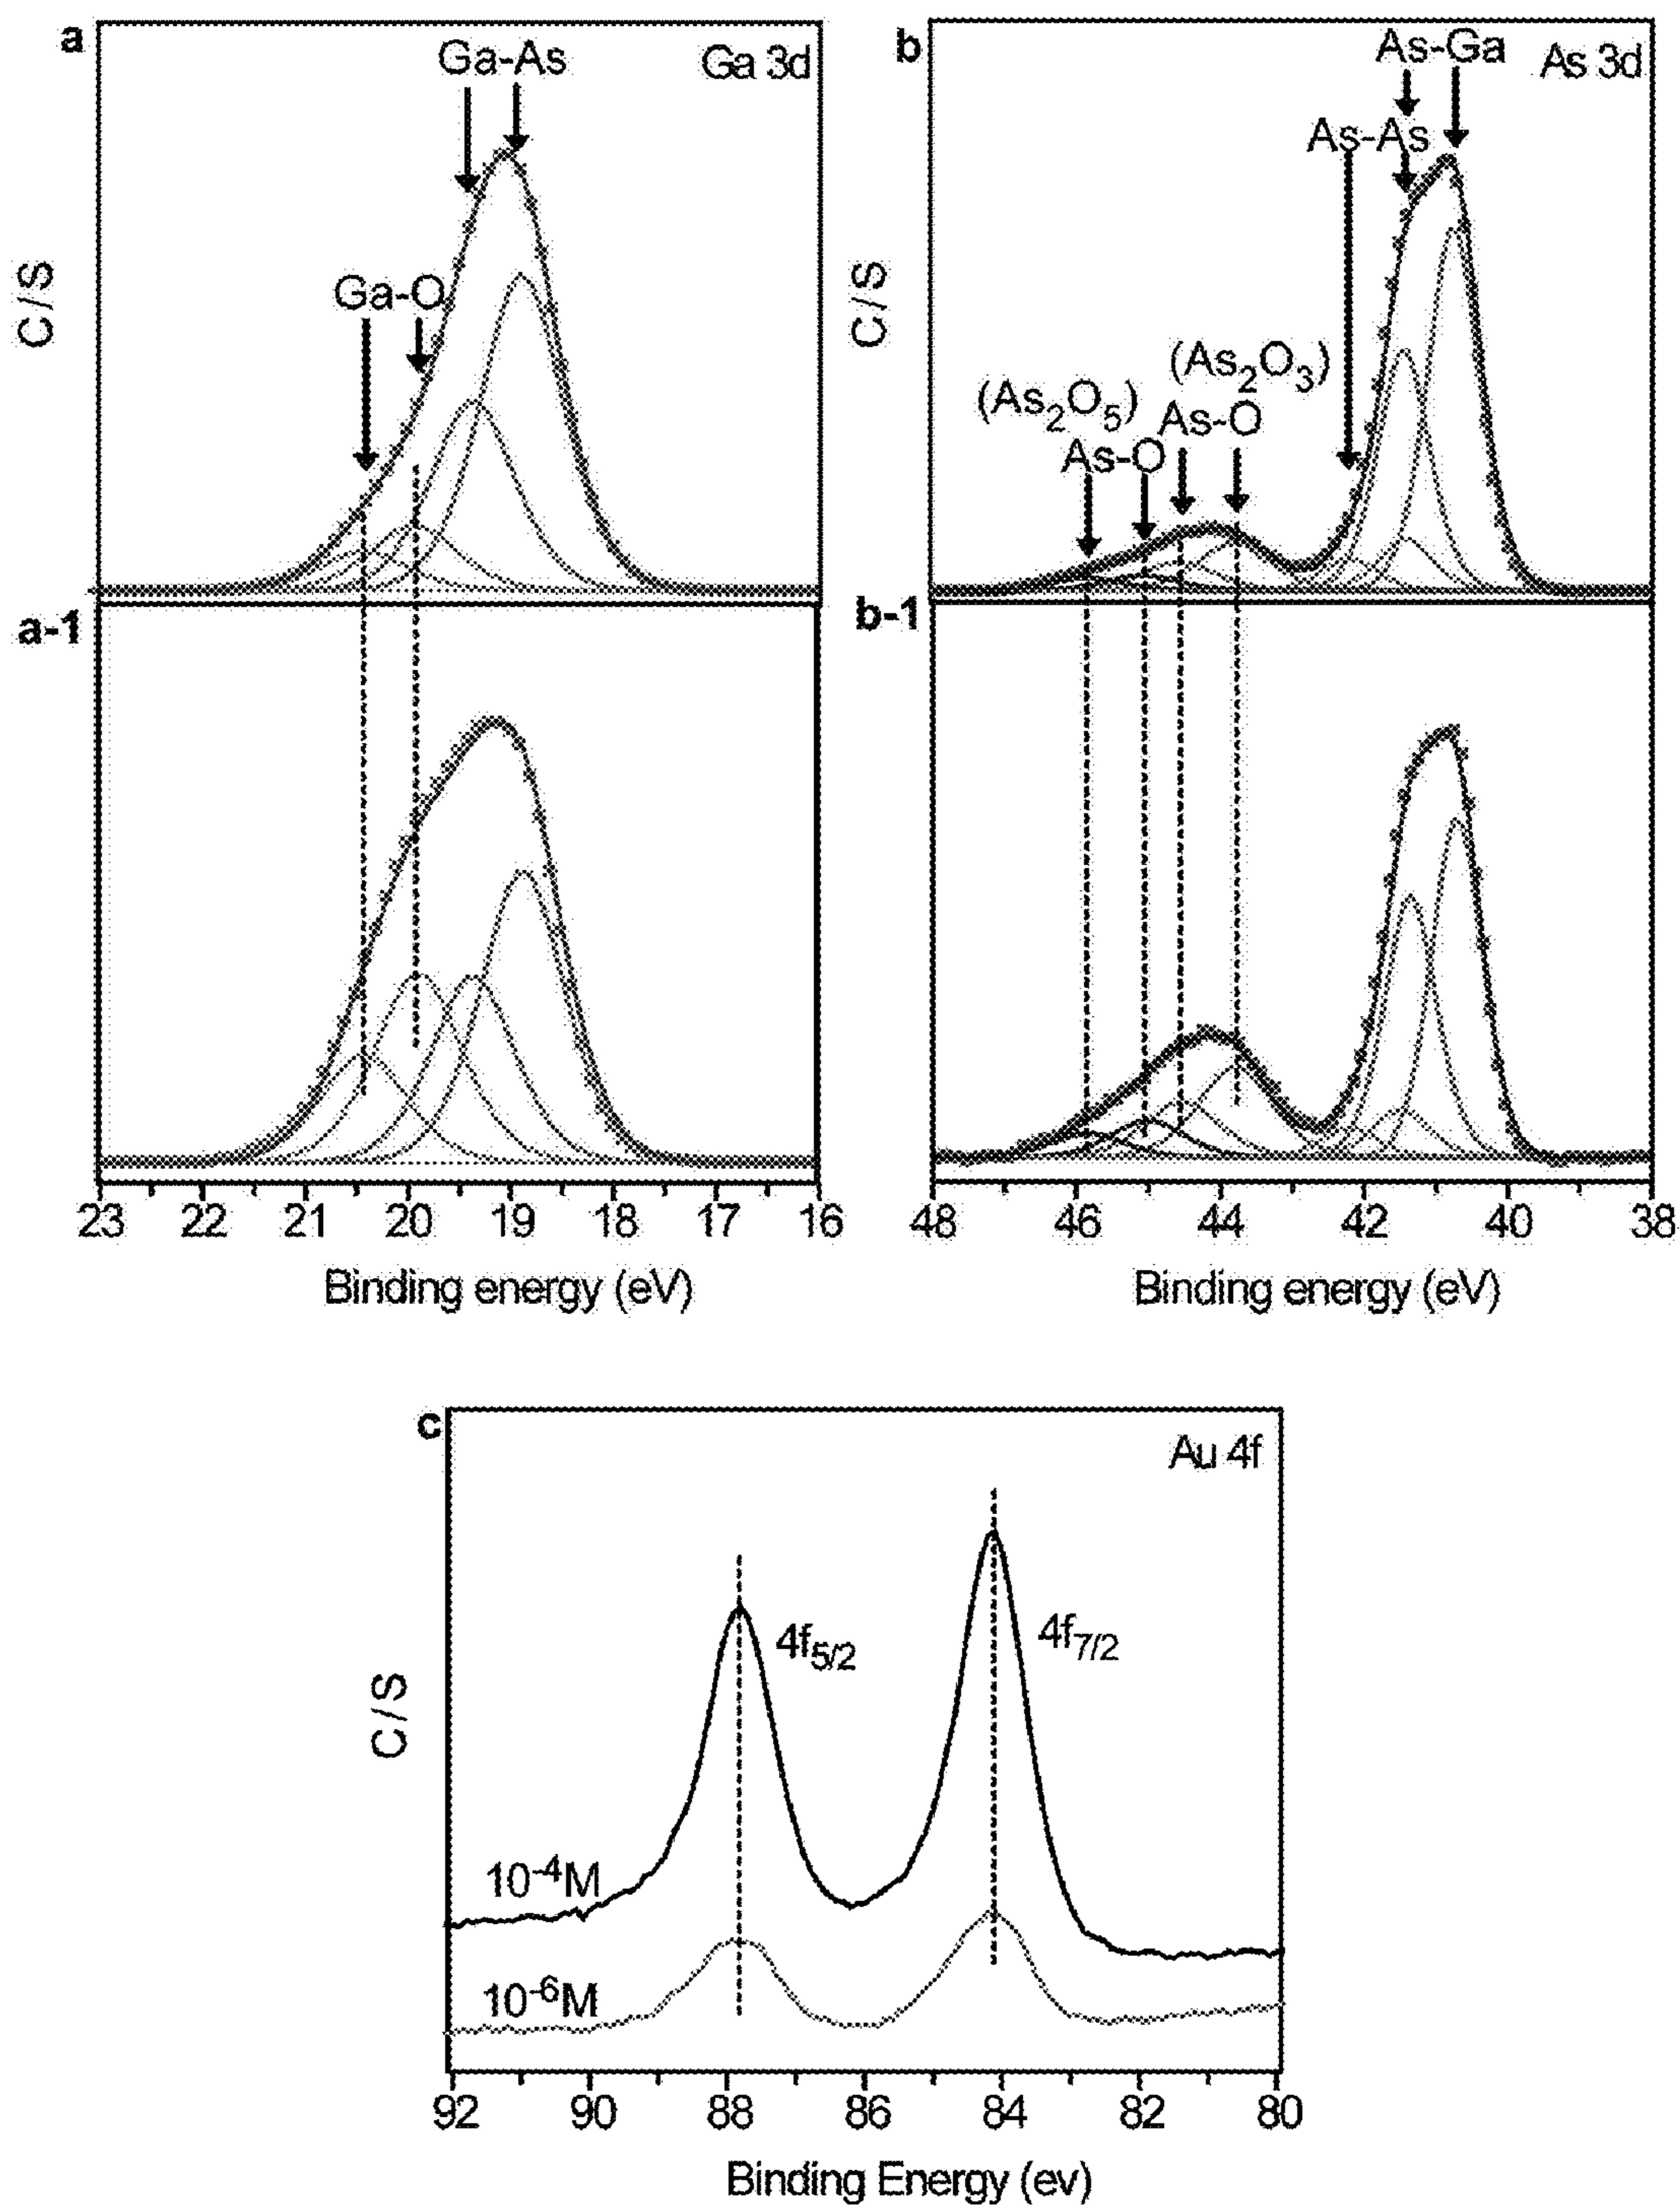 a
Ga-As
Ga 3d
Ga-O
C/S
b
As-Ga
As 3d
As-As
(As2O3)
(As2O5)
As-O
As-O
C/S
a-1
b-1
23 22 21 20 19 18 17 16
48 46 44 42 40 38
Binding energy (eV)
Binding energy (eV)
c
Au 4f
4f5/2
4f7/2
C/S
10-4M
10-6M
92 90 88 86 84 82 80
Binding Energy (ev)